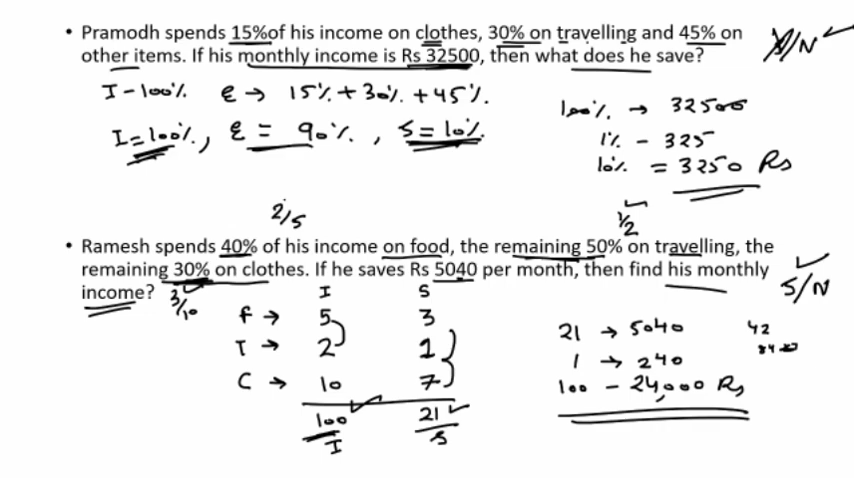 • Pramodh spends 15%of his income on clothes, 30% on travelling and 45% on
other items. If his monthly income is Rs 32500, then what does he save?
S/N
I - 100% E → 15% + 30% + 45%.
I = 100%, E = 90%, S = 10%.
100% → 32500
1% - 325
10% = 3250 Rs
2/5
1/2
• Ramesh spends 40% of his income on food, the remaining 50% on travelling, the
remaining 30% on clothes. If he saves Rs 5040 per month, then find his monthly
income?
3/10
S/N
I S
F → 5 3
T → 2 1
C → 10 7
100 21
I S
21 → 5040
1 → 240
100 - 24,000 Rs
42